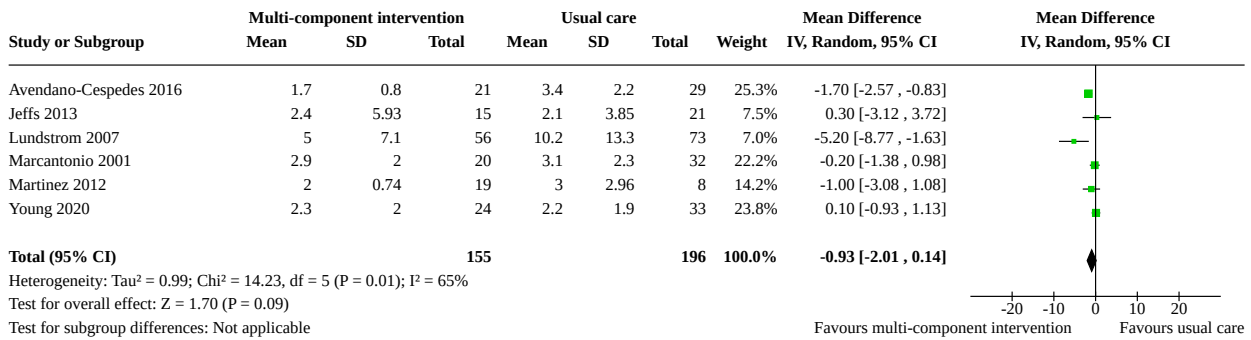 Multi-component intervention Usual care Mean Difference Mean Difference
Study or Subgroup Mean SD Total Mean SD Total Weight IV, Random, 95% CI IV, Random, 95% CI
Avendano-Cespedes 2016 1.7 0.8 21 3.4 2.2 29 25.3% -1.70 [-2.57 , -0.83]
Jeffs 2013 2.4 5.93 15 2.1 3.85 21 7.5% 0.30 [-3.12 , 3.72]
Lundstrom 2007 5 7.1 56 10.2 13.3 73 7.0% -5.20 [-8.77 , -1.63]
Marcantonio 2001 2.9 2 20 3.1 2.3 32 22.2% -0.20 [-1.38 , 0.98]
Martinez 2012 2 0.74 19 3 2.96 8 14.2% -1.00 [-3.08 , 1.08]
Young 2020 2.3 2 24 2.2 1.9 33 23.8% 0.10 [-0.93 , 1.13]
Total (95% CI) 155 196 100.0% -0.93 [-2.01 , 0.14]
Heterogeneity: Tau² = 0.99; Chi² = 14.23, df = 5 (P = 0.01); I² = 65%
Test for overall effect: Z = 1.70 (P = 0.09)
-20 -10 0 10 20
Test for subgroup differences: Not applicable Favours multi-component intervention Favours usual care